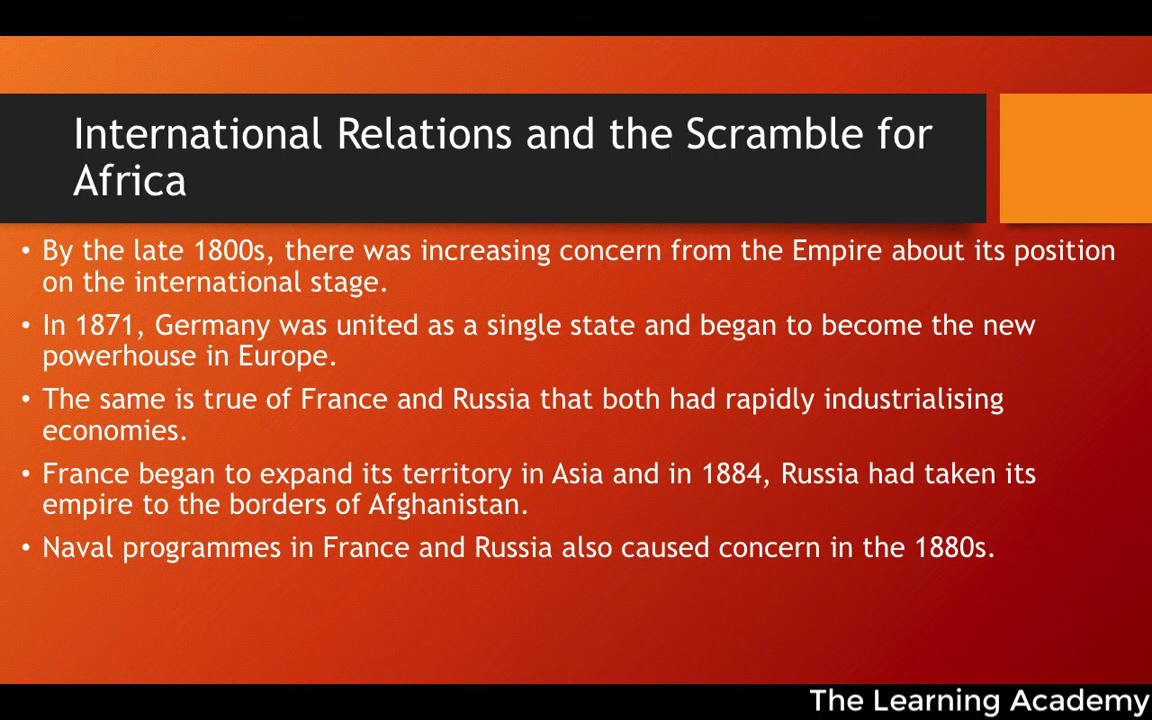 International Relations and the Scramble for
Africa
• By the late 1800s, there was increasing concern from the Empire about its position
on the international stage.
• In 1871, Germany was united as a single state and began to become the new
powerhouse in Europe.
• The same is true of France and Russia that both had rapidly industrialising
economies.
• France began to expand its territory in Asia and in 1884, Russia had taken its
empire to the borders of Afghanistan.
• Naval programmes in France and Russia also caused concern in the 1880s.
The Learning Academy